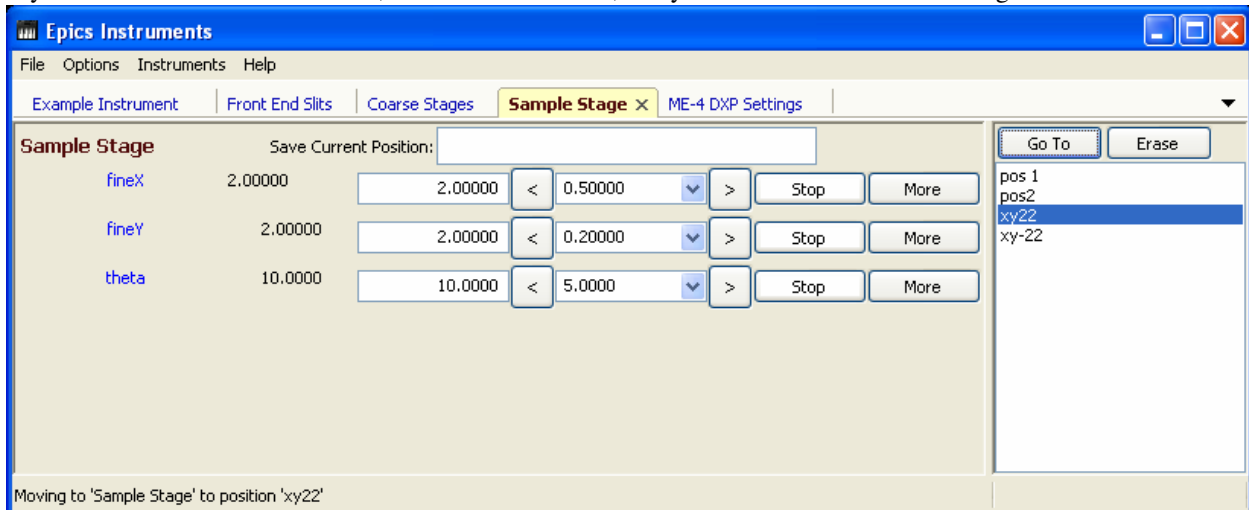 Epics Instruments
File Options Instruments Help
Example Instrument Front End Slits Coarse Stages Sample Stage × ME-4 DXP Settings
Sample Stage Save Current Position: Go To Erase
fineX 2.00000 2.00000 < 0.50000 > Stop More
fineY 2.00000 2.00000 < 0.20000 > Stop More
theta 10.0000 10.0000 < 5.0000 > Stop More
pos 1
pos2
xy22
xy-22
Moving to 'Sample Stage' to position 'xy22'